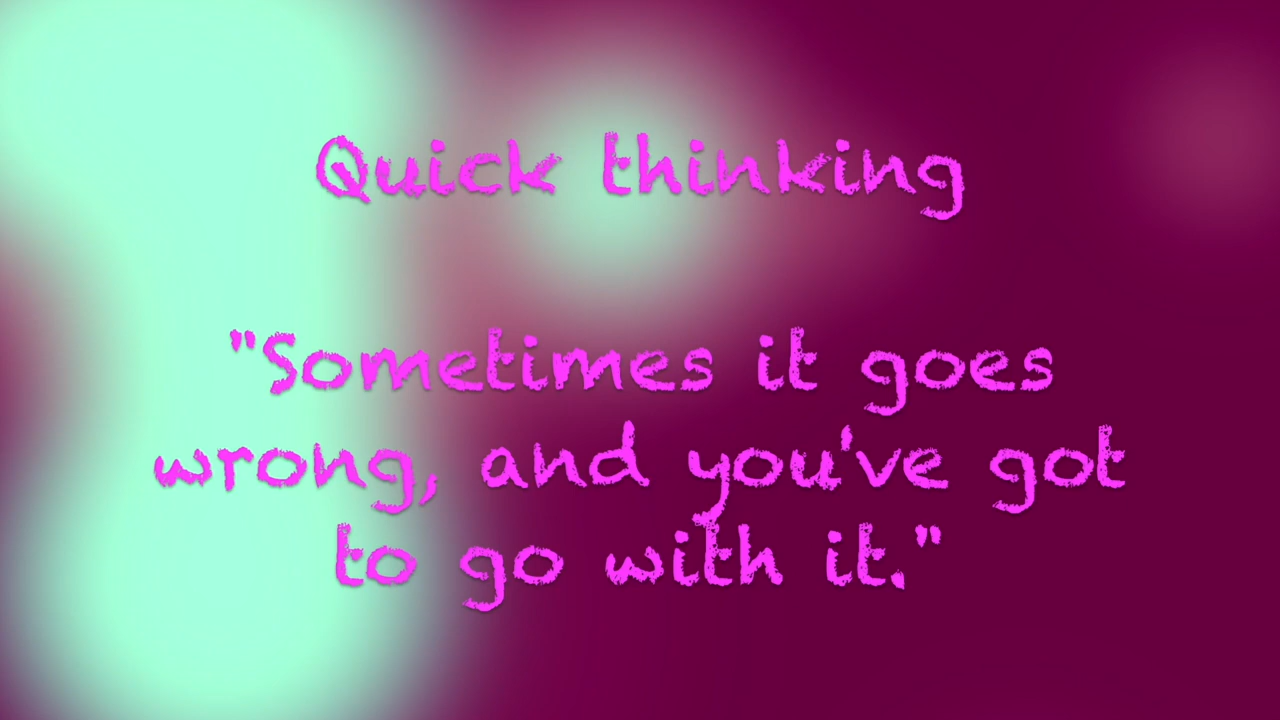 Quick thinking
"Sometimes it goes
wrong, and you've got
to go with it."